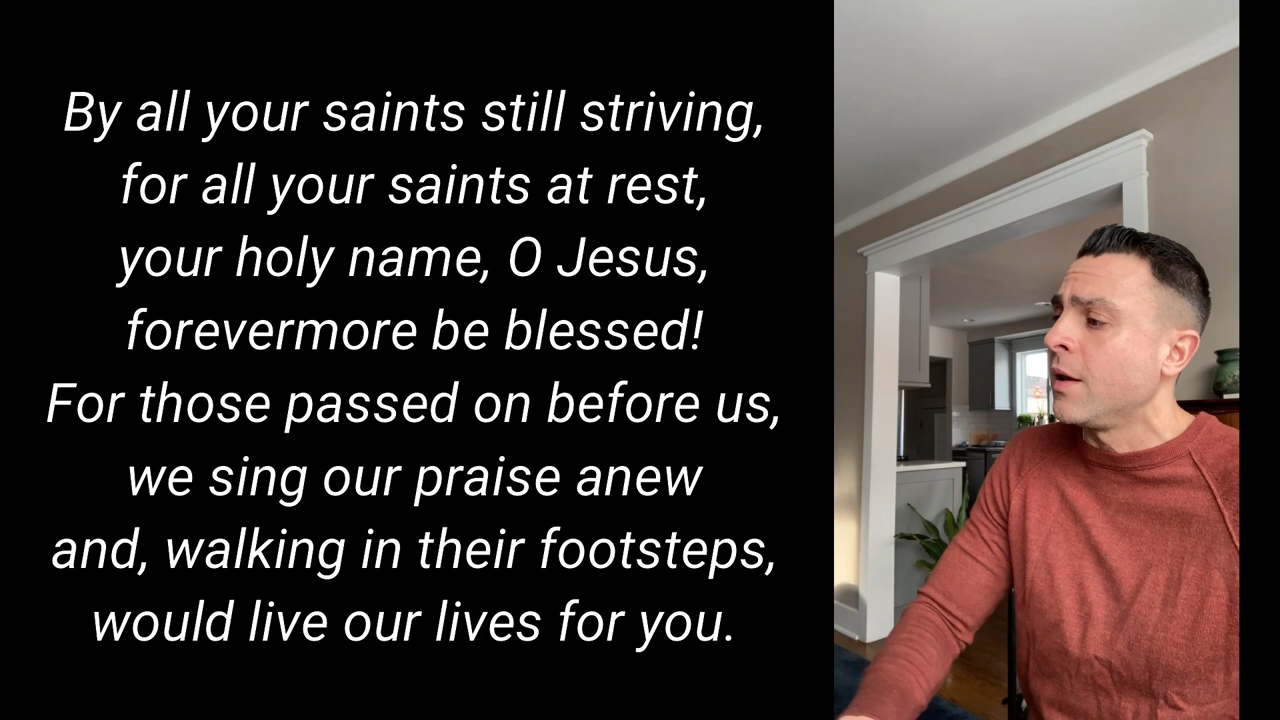 By all your saints still striving,
for all your saints at rest,
your holy name, O Jesus,
forevermore be blessed!
For those passed on before us,
we sing our praise anew
and, walking in their footsteps,
would live our lives for you.